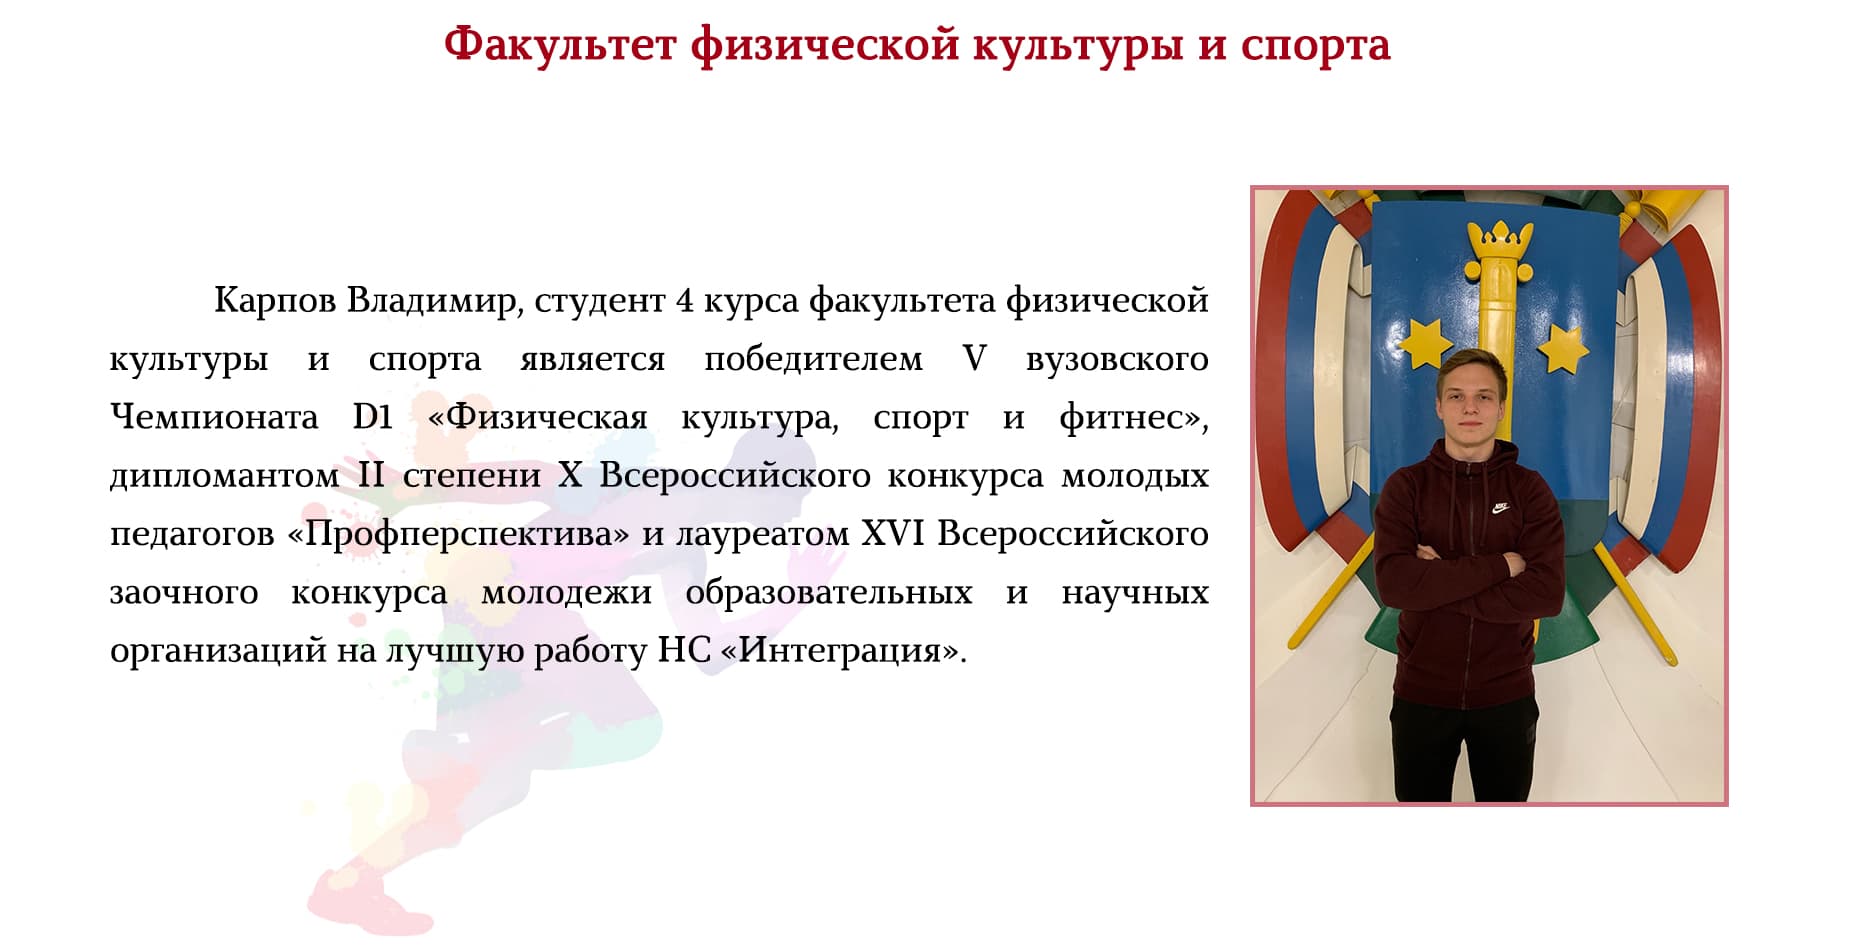 Факультет физической культуры и спорта
Карпов Владимир, студент 4 курса факультета физической
культуры и спорта является победителем V вузовского
Чемпионата D1 «Физическая культура, спорт и фитнес»,
дипломантом II степени X Всероссийского конкурса молодых
педагогов «Профперспектива» и лауреатом XVI Всероссийского
заочного конкурса молодежи образовательных и научных
организаций на лучшую работу НС «Интеграция».
NIKE